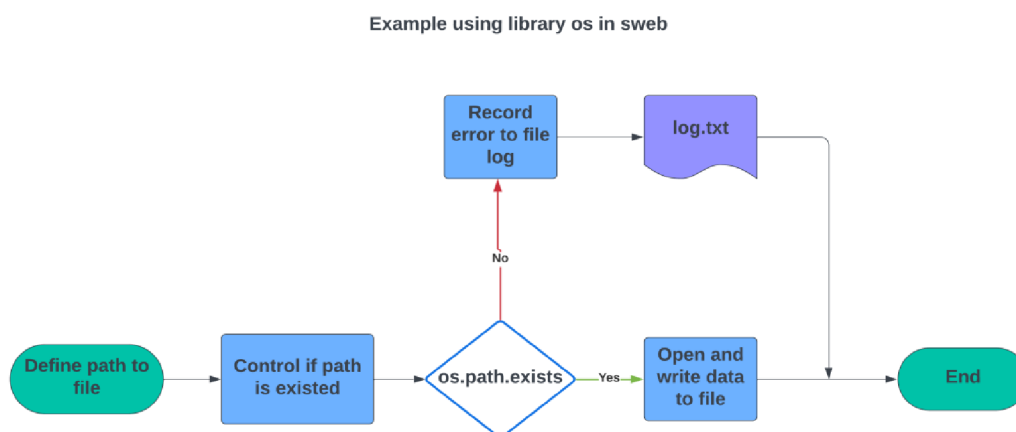 Example using library os in sweb
Record
error to file
log
log.txt
No
Define path to
file
Control if path
is existed
os.path.exists
Yes
Open and
write data
to file
End